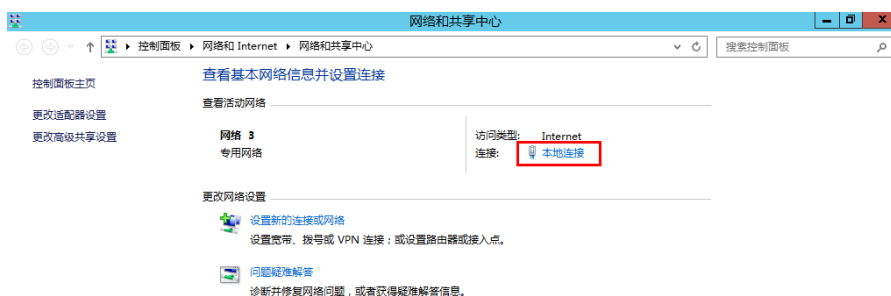 网络和共享中心
控制面板 网络和 Internet 网络和共享中心
搜索控制面板
控制面板主页
更改适配器设置
更改高级共享设置
查看基本网络信息并设置连接
查看活动网络
网络 3
专用网络
访问类型: Internet
连接: 本地连接
更改网络设置
设置新的连接或网络
设置宽带、拨号或 VPN 连接；或设置路由器或接入点。
问题疑难解答
诊断并修复网络问题，或者获得疑难解答信息。